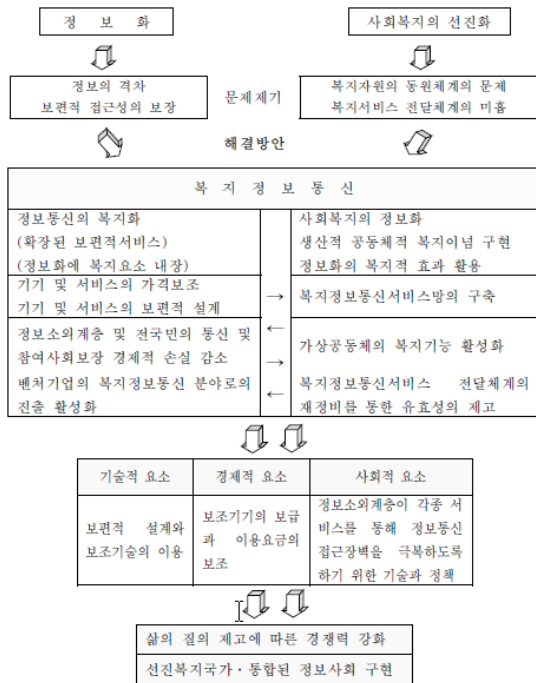 정 보 화
사회복지의 선진화
정보의 격차
보편적 접근성의 보장
문제제기
복지자원의 동원체계의 문제
복지서비스 전달체계의 미흡
해결방안
복 지 정 보 통 신
정보통신의 복지화
(확장된 보편적서비스)
(정보화에 복지요소 내장)
사회복지의 정보화
생산적 공동체적 복지이념 구현
정보화의 복지적 효과 활용
기기 및 서비스의 가격보조
기기 및 서비스의 보편적 설계
→
복지정보통신서비스망의 구축
정보소외계층 및 전국민의 통신 및
참여사회보장 경제적 손실 감소
벤처기업의 복지정보통신 분야로의
진출 활성화
←
→
←
가상공동체의 복지기능 활성화
복지정보통신서비스 전달체계의
재정비를 통한 유효성의 제고
기술적 요소
경제적 요소
사회적 요소
보편적 설계와
보조기술의 이용
보조기기의 보급
과 이용요금의
보조
정보소외계층이 각종 서
비스를 통해 정보통신
접근장벽을 극복하도록
하기 위한 기술과 정책
삶의 질의 제고에 따른 경쟁력 강화
선진복지국가·통합된 정보사회 구현